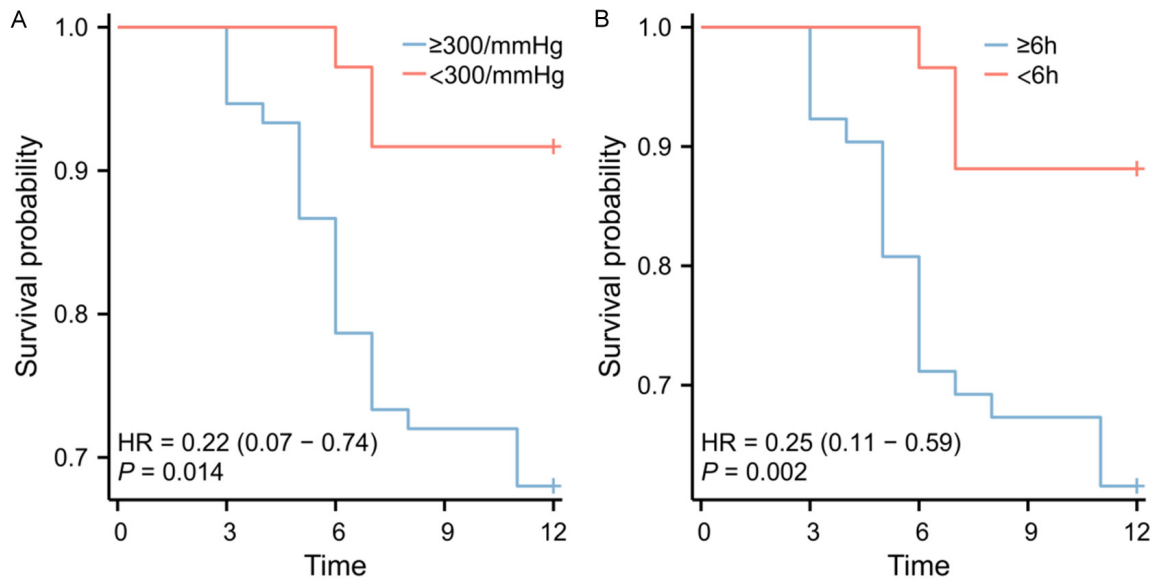 A
Survival probability
1.0
0.9
0.8
0.7
≥300/mmHg
<300/mmHg
HR = 0.22 (0.07 − 0.74)
P = 0.014
0 3 6 9 12
Time
B
Survival probability
1.0
0.9
0.8
0.7
≥6h
<6h
HR = 0.25 (0.11 − 0.59)
P = 0.002
0 3 6 9 12
Time